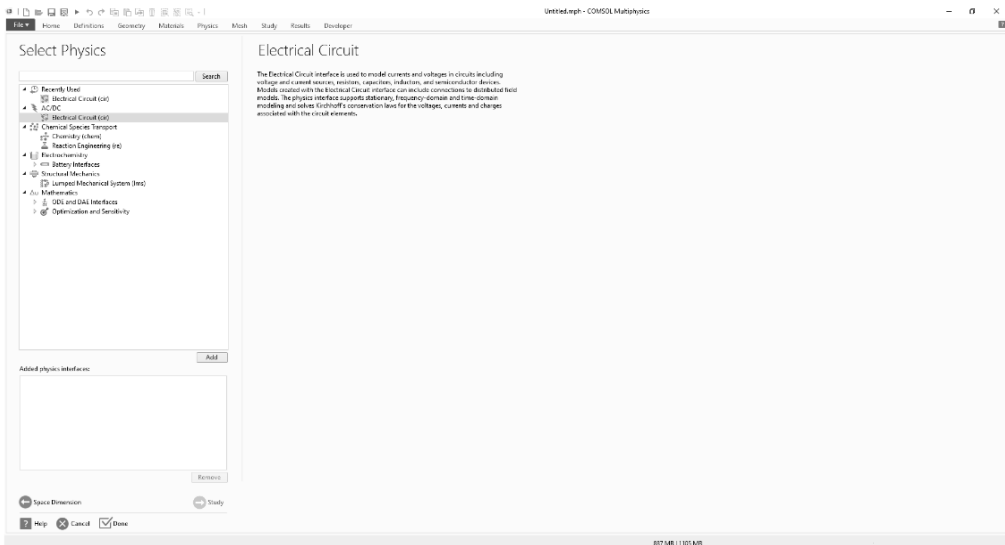 Untitled.mph - COMSOL Multiphysics
File Home Definitions Geometry Materials Physics Mesh Study Results Developer
Select Physics
Search
Recently Used
Electrical Circuit (cir)
AC/DC
Electrical Circuit (cir)
Chemical Species Transport
Chemistry (chem)
Reaction Engineering (re)
Electrochemistry
Battery Interfaces
Structural Mechanics
Lumped Mechanical System (lms)
Mathematics
ODE and DAE Interfaces
Optimization and Sensitivity
Add
Added physics interfaces:
Remove
Space Dimension
Study
? Help Cancel Done
Electrical Circuit
The Electrical Circuit interface is used to model currents and voltages in circuits including
voltage and current sources, resistors, capacitors, inductors, and semiconductor devices.
Models created with the Electrical Circuit interface can include connections to distributed field
models. The physics interface supports stationary, frequency-domain and time-domain
modeling and solves Kirchhoff's conservation laws for the voltages, currents and charges
associated with the circuit elements.
837 MB | 1103 MB